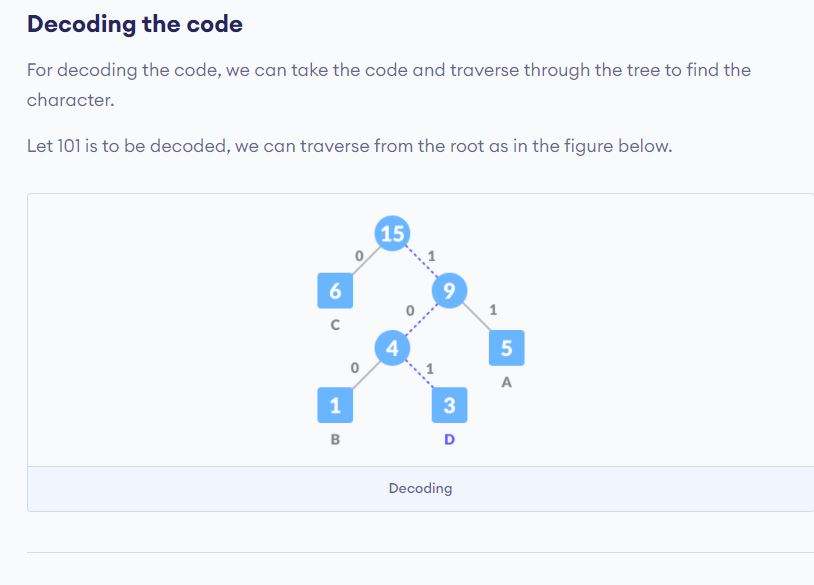 Decoding the code
For decoding the code, we can take the code and traverse through the tree to find the
character.
Let 101 is to be decoded, we can traverse from the root as in the figure below.
15
0 1
6 9
C 0 1
4 5
0 1 A
1 3
B D
Decoding